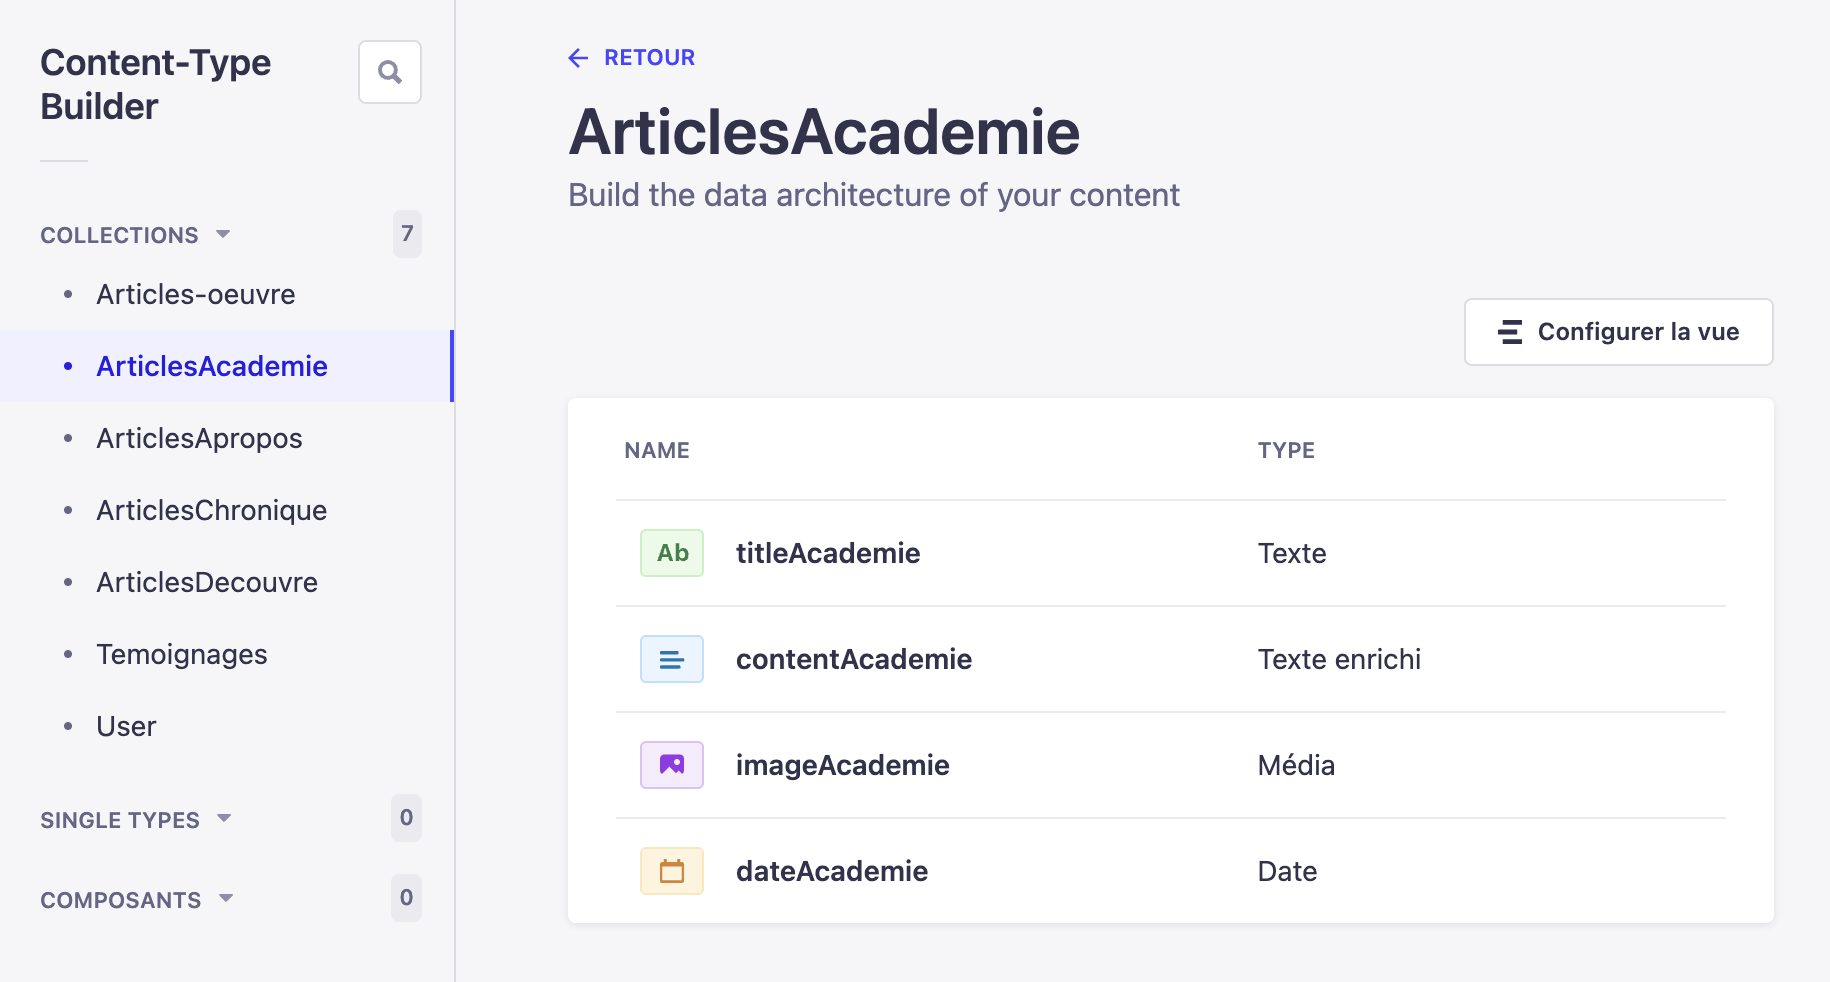 Content-Type
Builder
COLLECTIONS
7
Articles-oeuvre
ArticlesAcademie
ArticlesApropos
ArticlesChronique
ArticlesDecouvre
Temoignages
User
SINGLE TYPES
0
COMPOSANTS
0
RETOUR
ArticlesAcademie
Build the data architecture of your content
Configurer la vue
NAME TYPE
Ab titleAcademie Texte
contentAcademie Texte enrichi
imageAcademie Média
dateAcademie Date